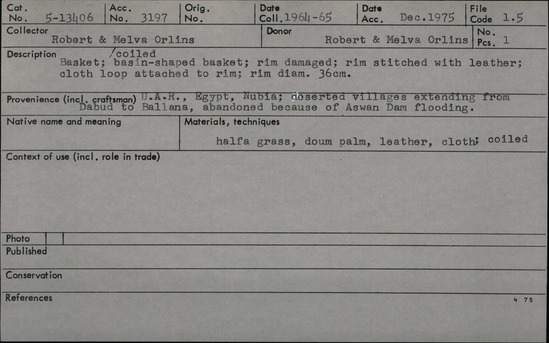 Cat. No. 5-13406 Acc. No. 3197 Orig. No. Date Coll. 1964-65 Date Acc. Dec.1975 File Code 1.5
Collector Robert & Melva Orlins Donor Robert & Melva Orlins No. Pcs. 1
Description /coiled
Basket; basin-shaped basket; rim damaged; rim stitched with leather;
cloth loop attached to rim; rim diam. 36cm.
Provenience (incl. craftsman) U.A.R., Egypt, Nubia; deserted villages extending from
Dabud to Ballana, abandoned because of Aswan Dam flooding.
Native name and meaning Materials, techniques
halfa grass, doum palm, leather, cloth; coiled
Context of use (incl. role in trade)
Photo
Published
Conservation
References 4 75